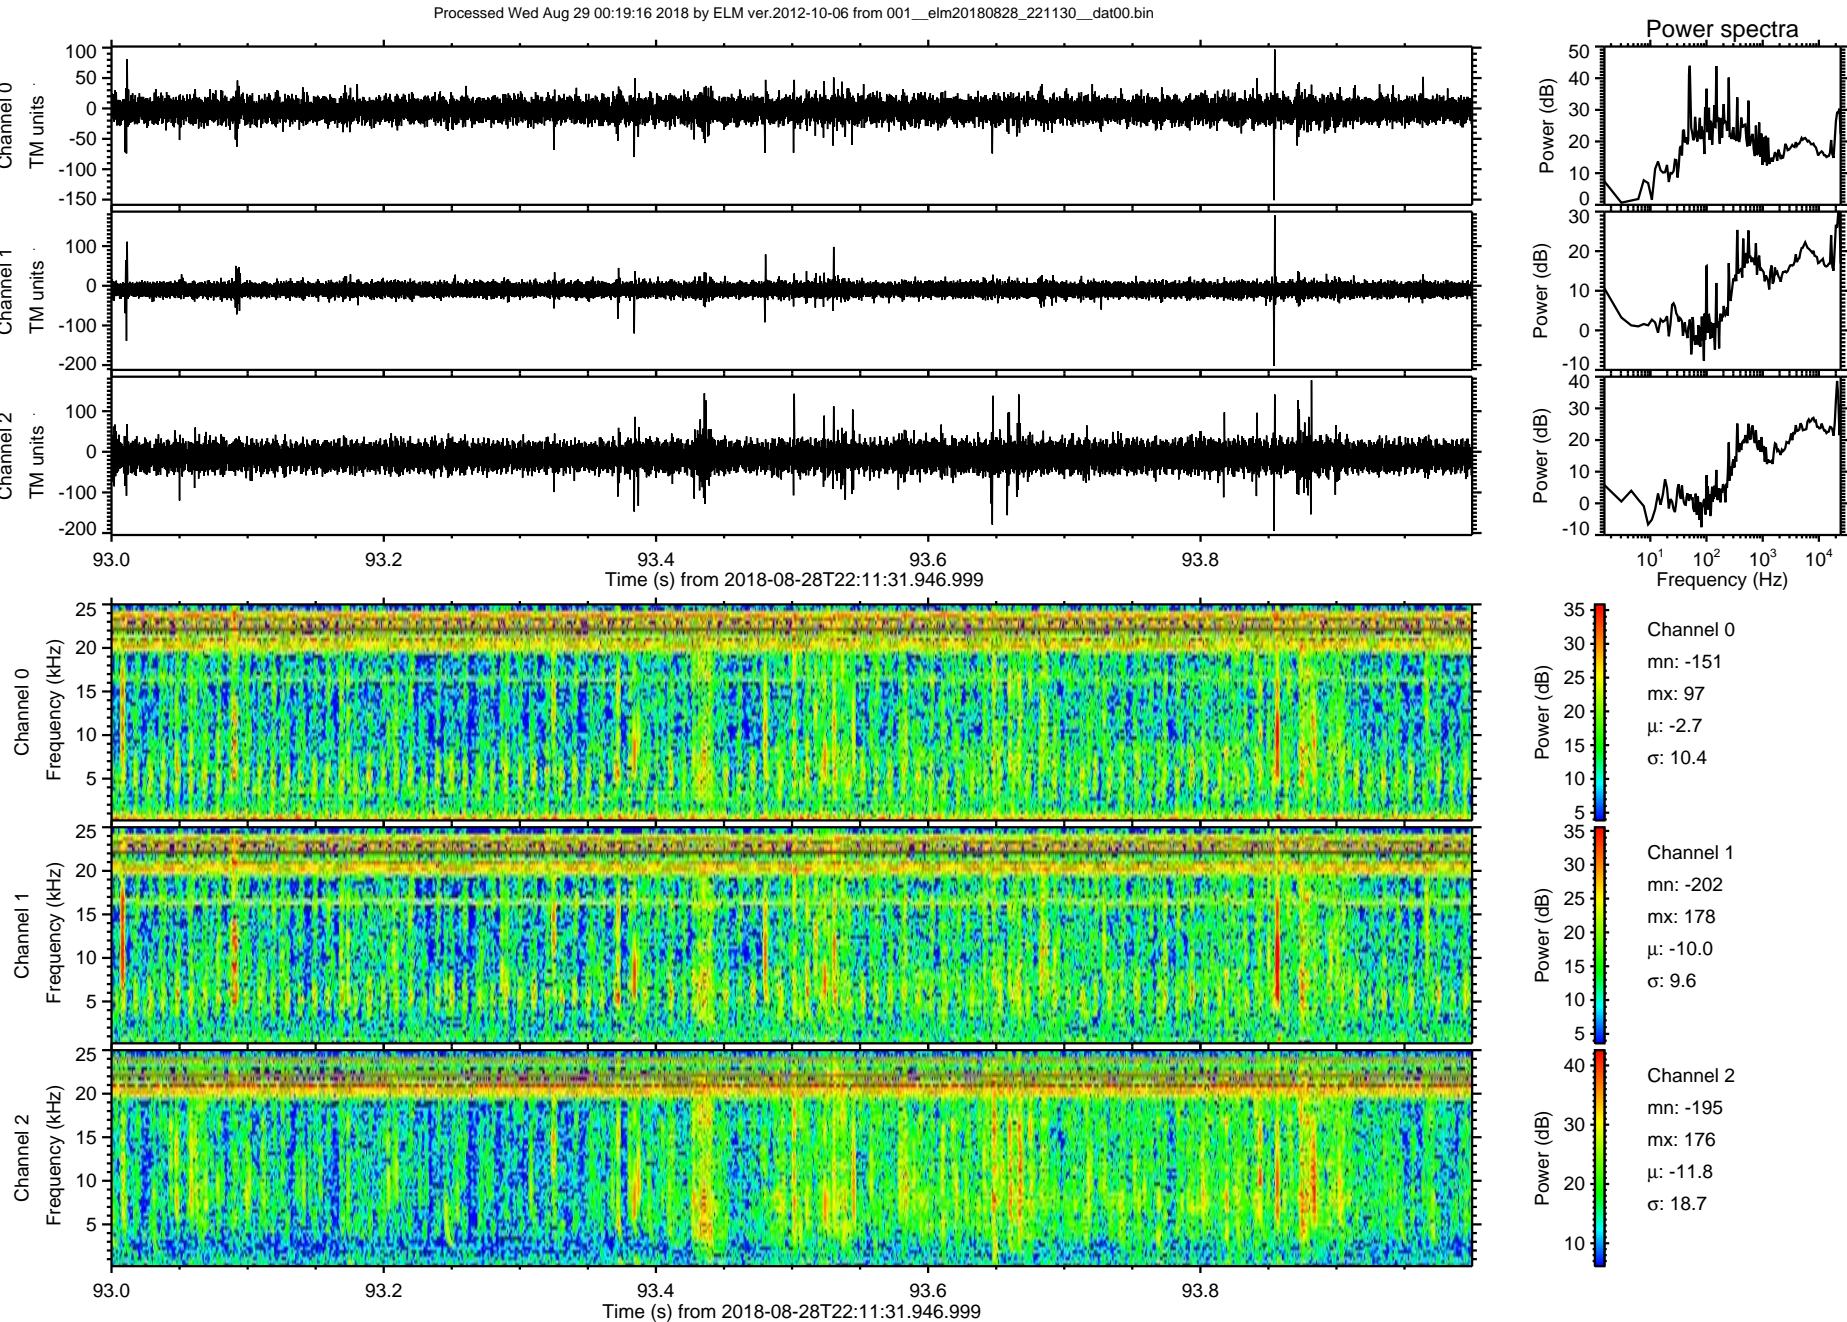 Processed Wed Aug 29 00:19:16 2018 by ELM ver.2012-10-06 from 001__elm20180828_221130__dat00.bin
Power spectra
Channel 0
TM units
100
50
0
-50
-100
-150
Power (dB)
50
40
30
20
10
0
Channel 1
TM units
100
0
-100
-200
Power (dB)
30
20
10
0
-10
Channel 2
TM units
100
0
-100
-200
Power (dB)
40
30
20
10
0
-10
93.0 93.2 93.4 93.6 93.8
Time (s) from 2018-08-28T22:11:31.946.999
10^1 10^2 10^3 10^4
Frequency (Hz)
Channel 0
Frequency (kHz)
25
20
15
10
5
Power (dB)
35
30
25
20
15
10
5
Channel 0
mn: -151
mx: 97
μ: -2.7
σ: 10.4
Channel 1
Frequency (kHz)
25
20
15
10
5
Power (dB)
35
30
25
20
15
10
5
Channel 1
mn: -202
mx: 178
μ: -10.0
σ: 9.6
Channel 2
Frequency (kHz)
25
20
15
10
5
Power (dB)
40
30
20
10
Channel 2
mn: -195
mx: 176
μ: -11.8
σ: 18.7
93.0 93.2 93.4 93.6 93.8
Time (s) from 2018-08-28T22:11:31.946.999